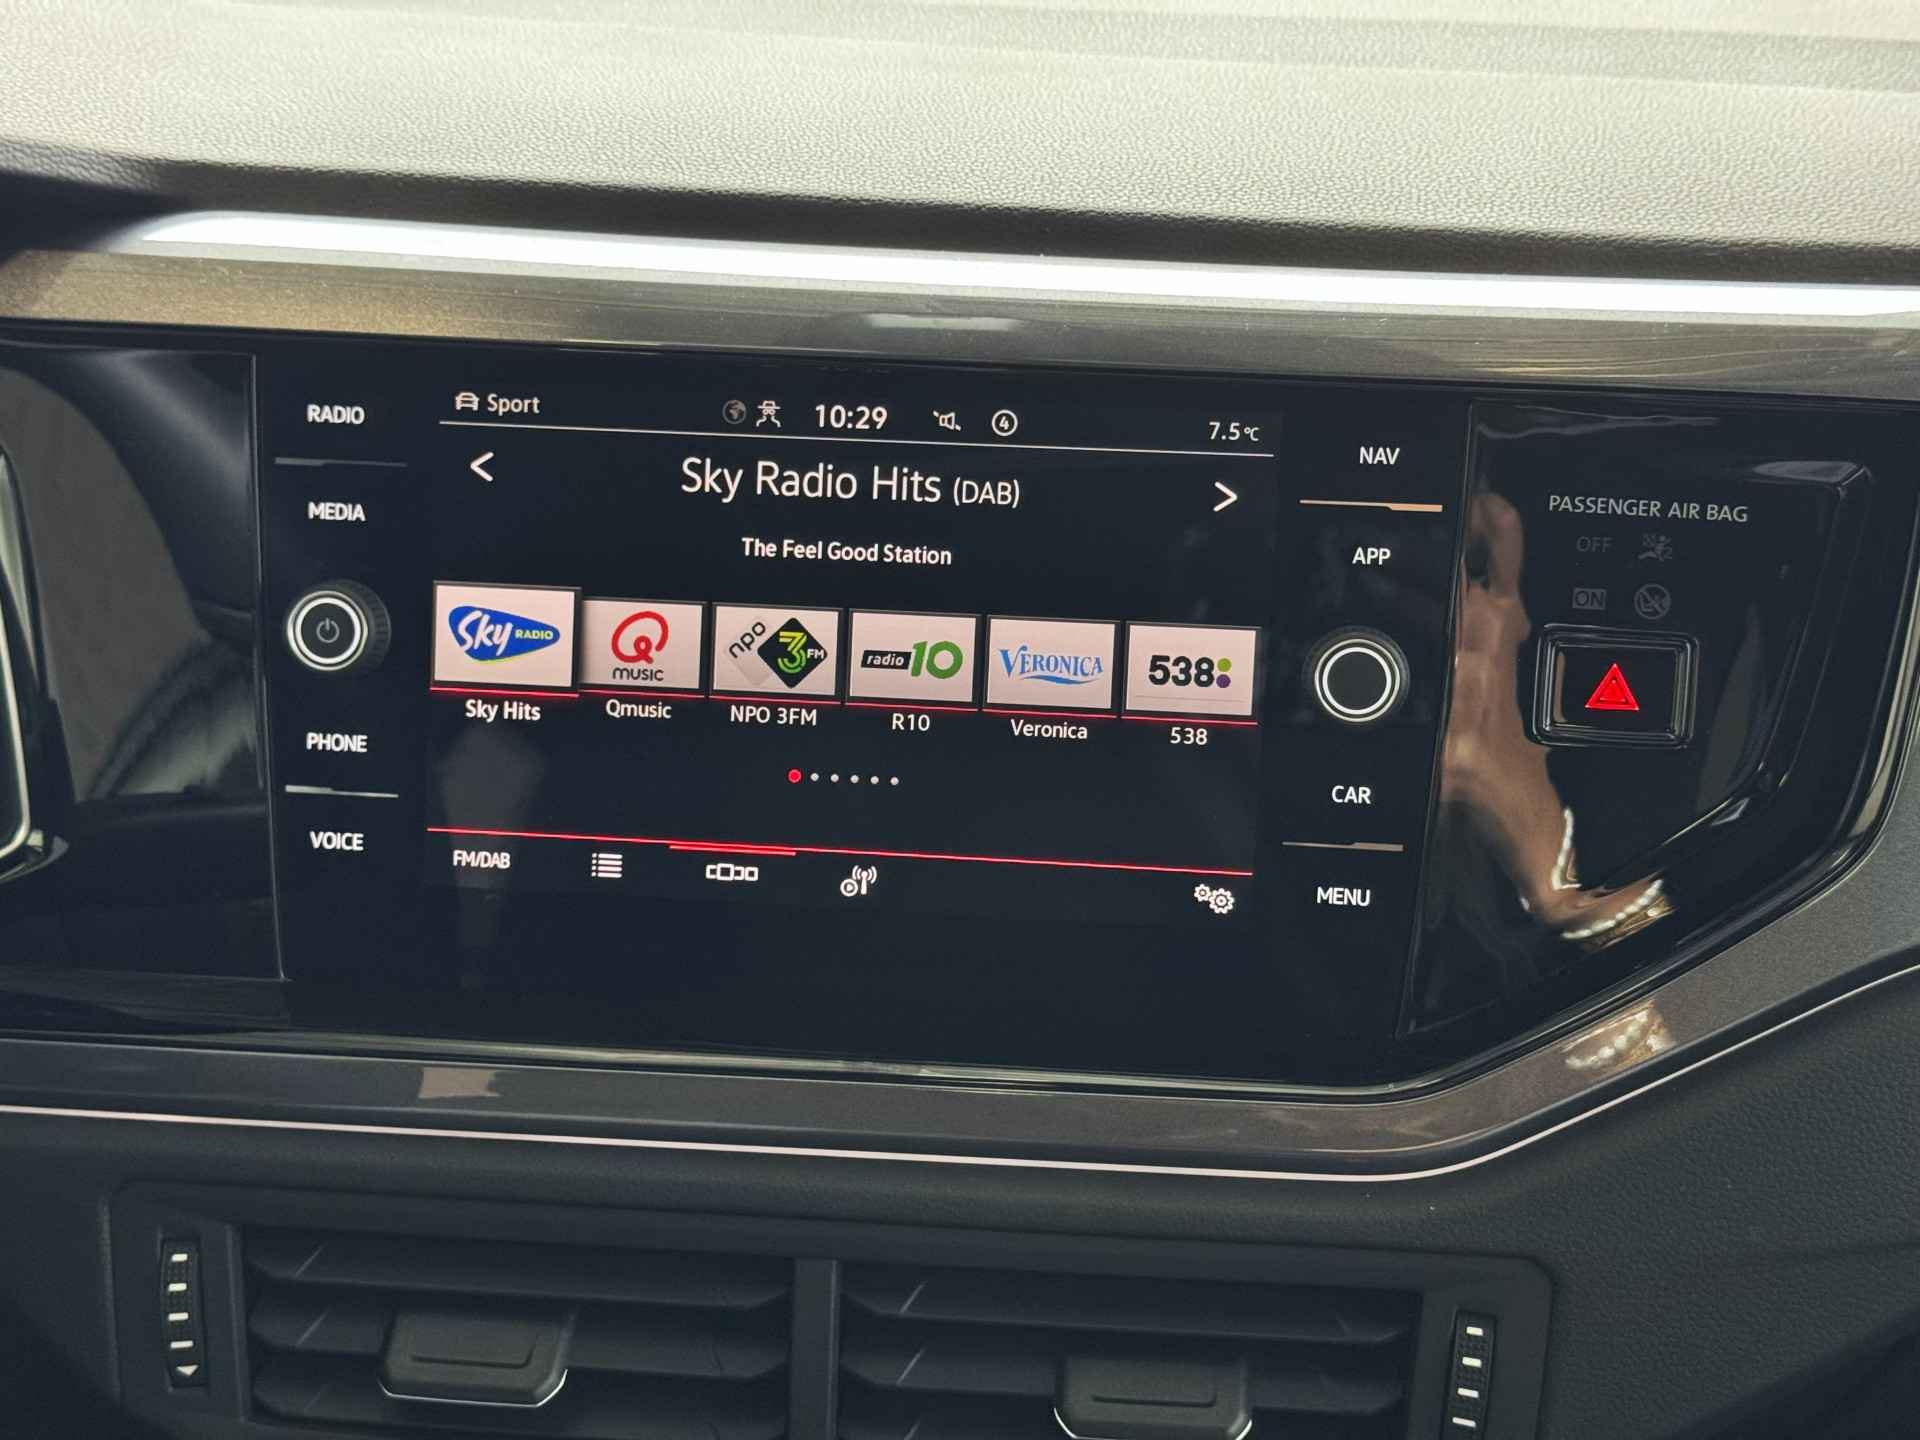 RADIO
MEDIA
PHONE
VOICE
Sport
10:29
4
7.5°C
Sky Radio Hits (DAB)
The Feel Good Station
Sky RADIO
Q MUSIC
npo 3FM
radio 10
VERONICA
538
Sky Hits
Qmusic
NPO 3FM
R10
Veronica
538
FM/DAB
NAV
APP
CAR
MENU
PASSENGER AIR BAG
OFF
ON